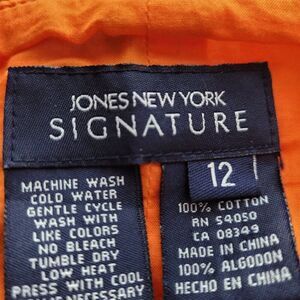 JONES NEW YORK
SIGNATURE
12
MACHINE WASH
COLD WATER
GENTLE CYCLE
WASH WITH
LIKE COLORS
NO BLEACH
TUMBLE DRY
LOW HEAT
PRESS WITH COOL
NECESSARY
100% COTTON
RN 54050
CA 08349
MADE IN CHINA
100% ALGODON
HECHO EN CHINA